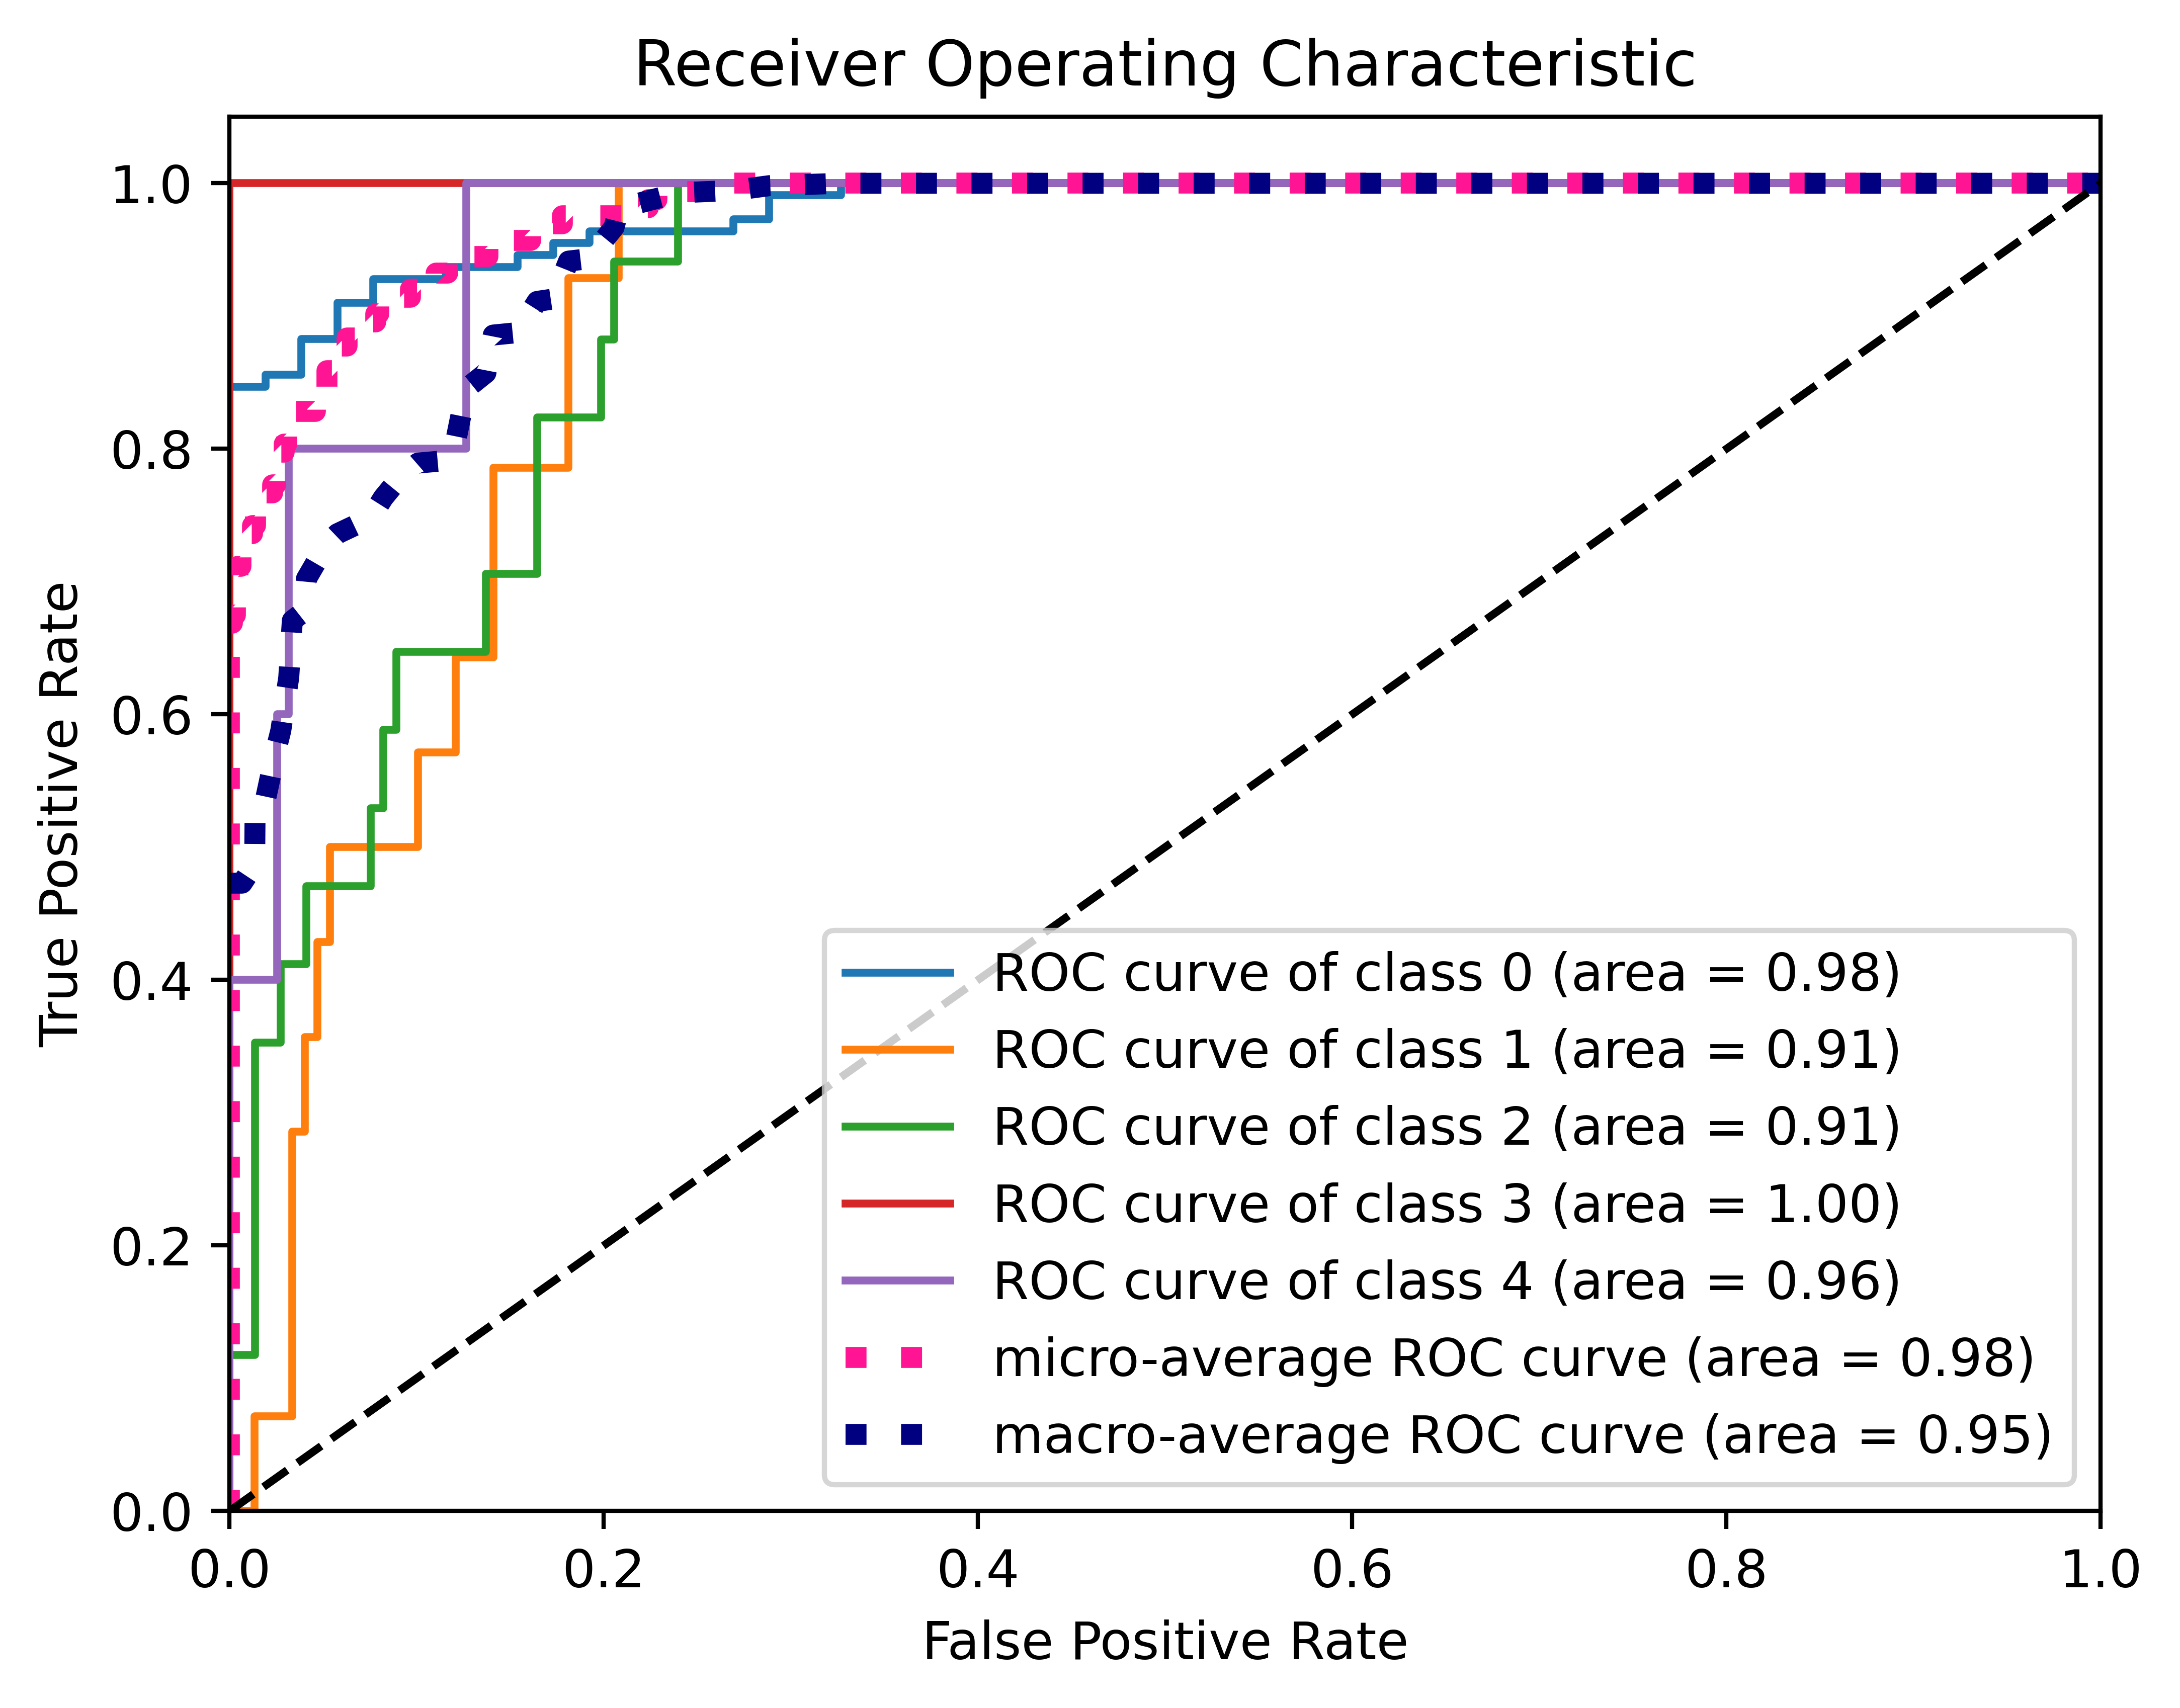 Receiver Operating Characteristic
1.0
0.8
0.6
0.4
0.2
0.0
True Positive Rate
ROC curve of class 0 (area = 0.98)
ROC curve of class 1 (area = 0.91)
ROC curve of class 2 (area = 0.91)
ROC curve of class 3 (area = 1.00)
ROC curve of class 4 (area = 0.96)
micro-average ROC curve (area = 0.98)
macro-average ROC curve (area = 0.95)
0.0 0.2 0.4 0.6 0.8 1.0
False Positive Rate